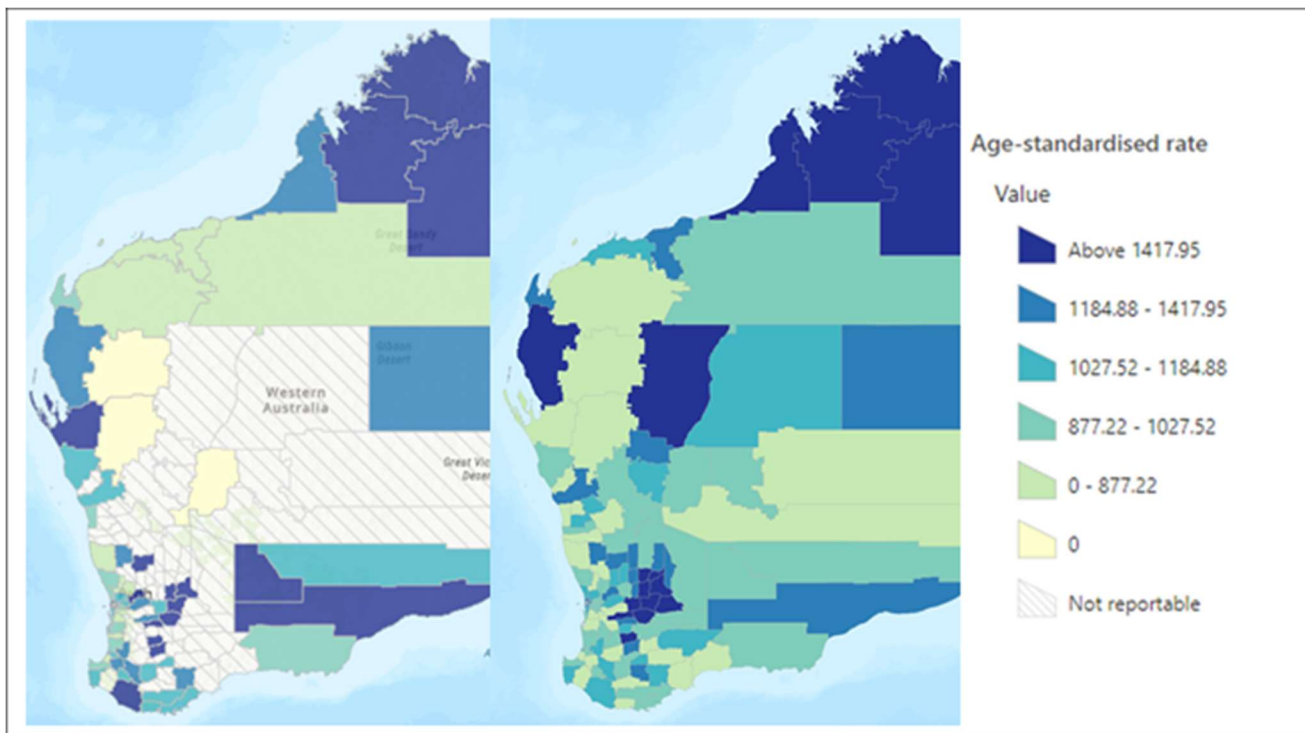 Great Sandy
Desert
Gibson
Desert
Western
Australia
Great Vic
Desert
Age-standardised rate
Value
Above 1417.95
1184.88 - 1417.95
1027.52 - 1184.88
877.22 - 1027.52
0 - 877.22
0
Not reportable